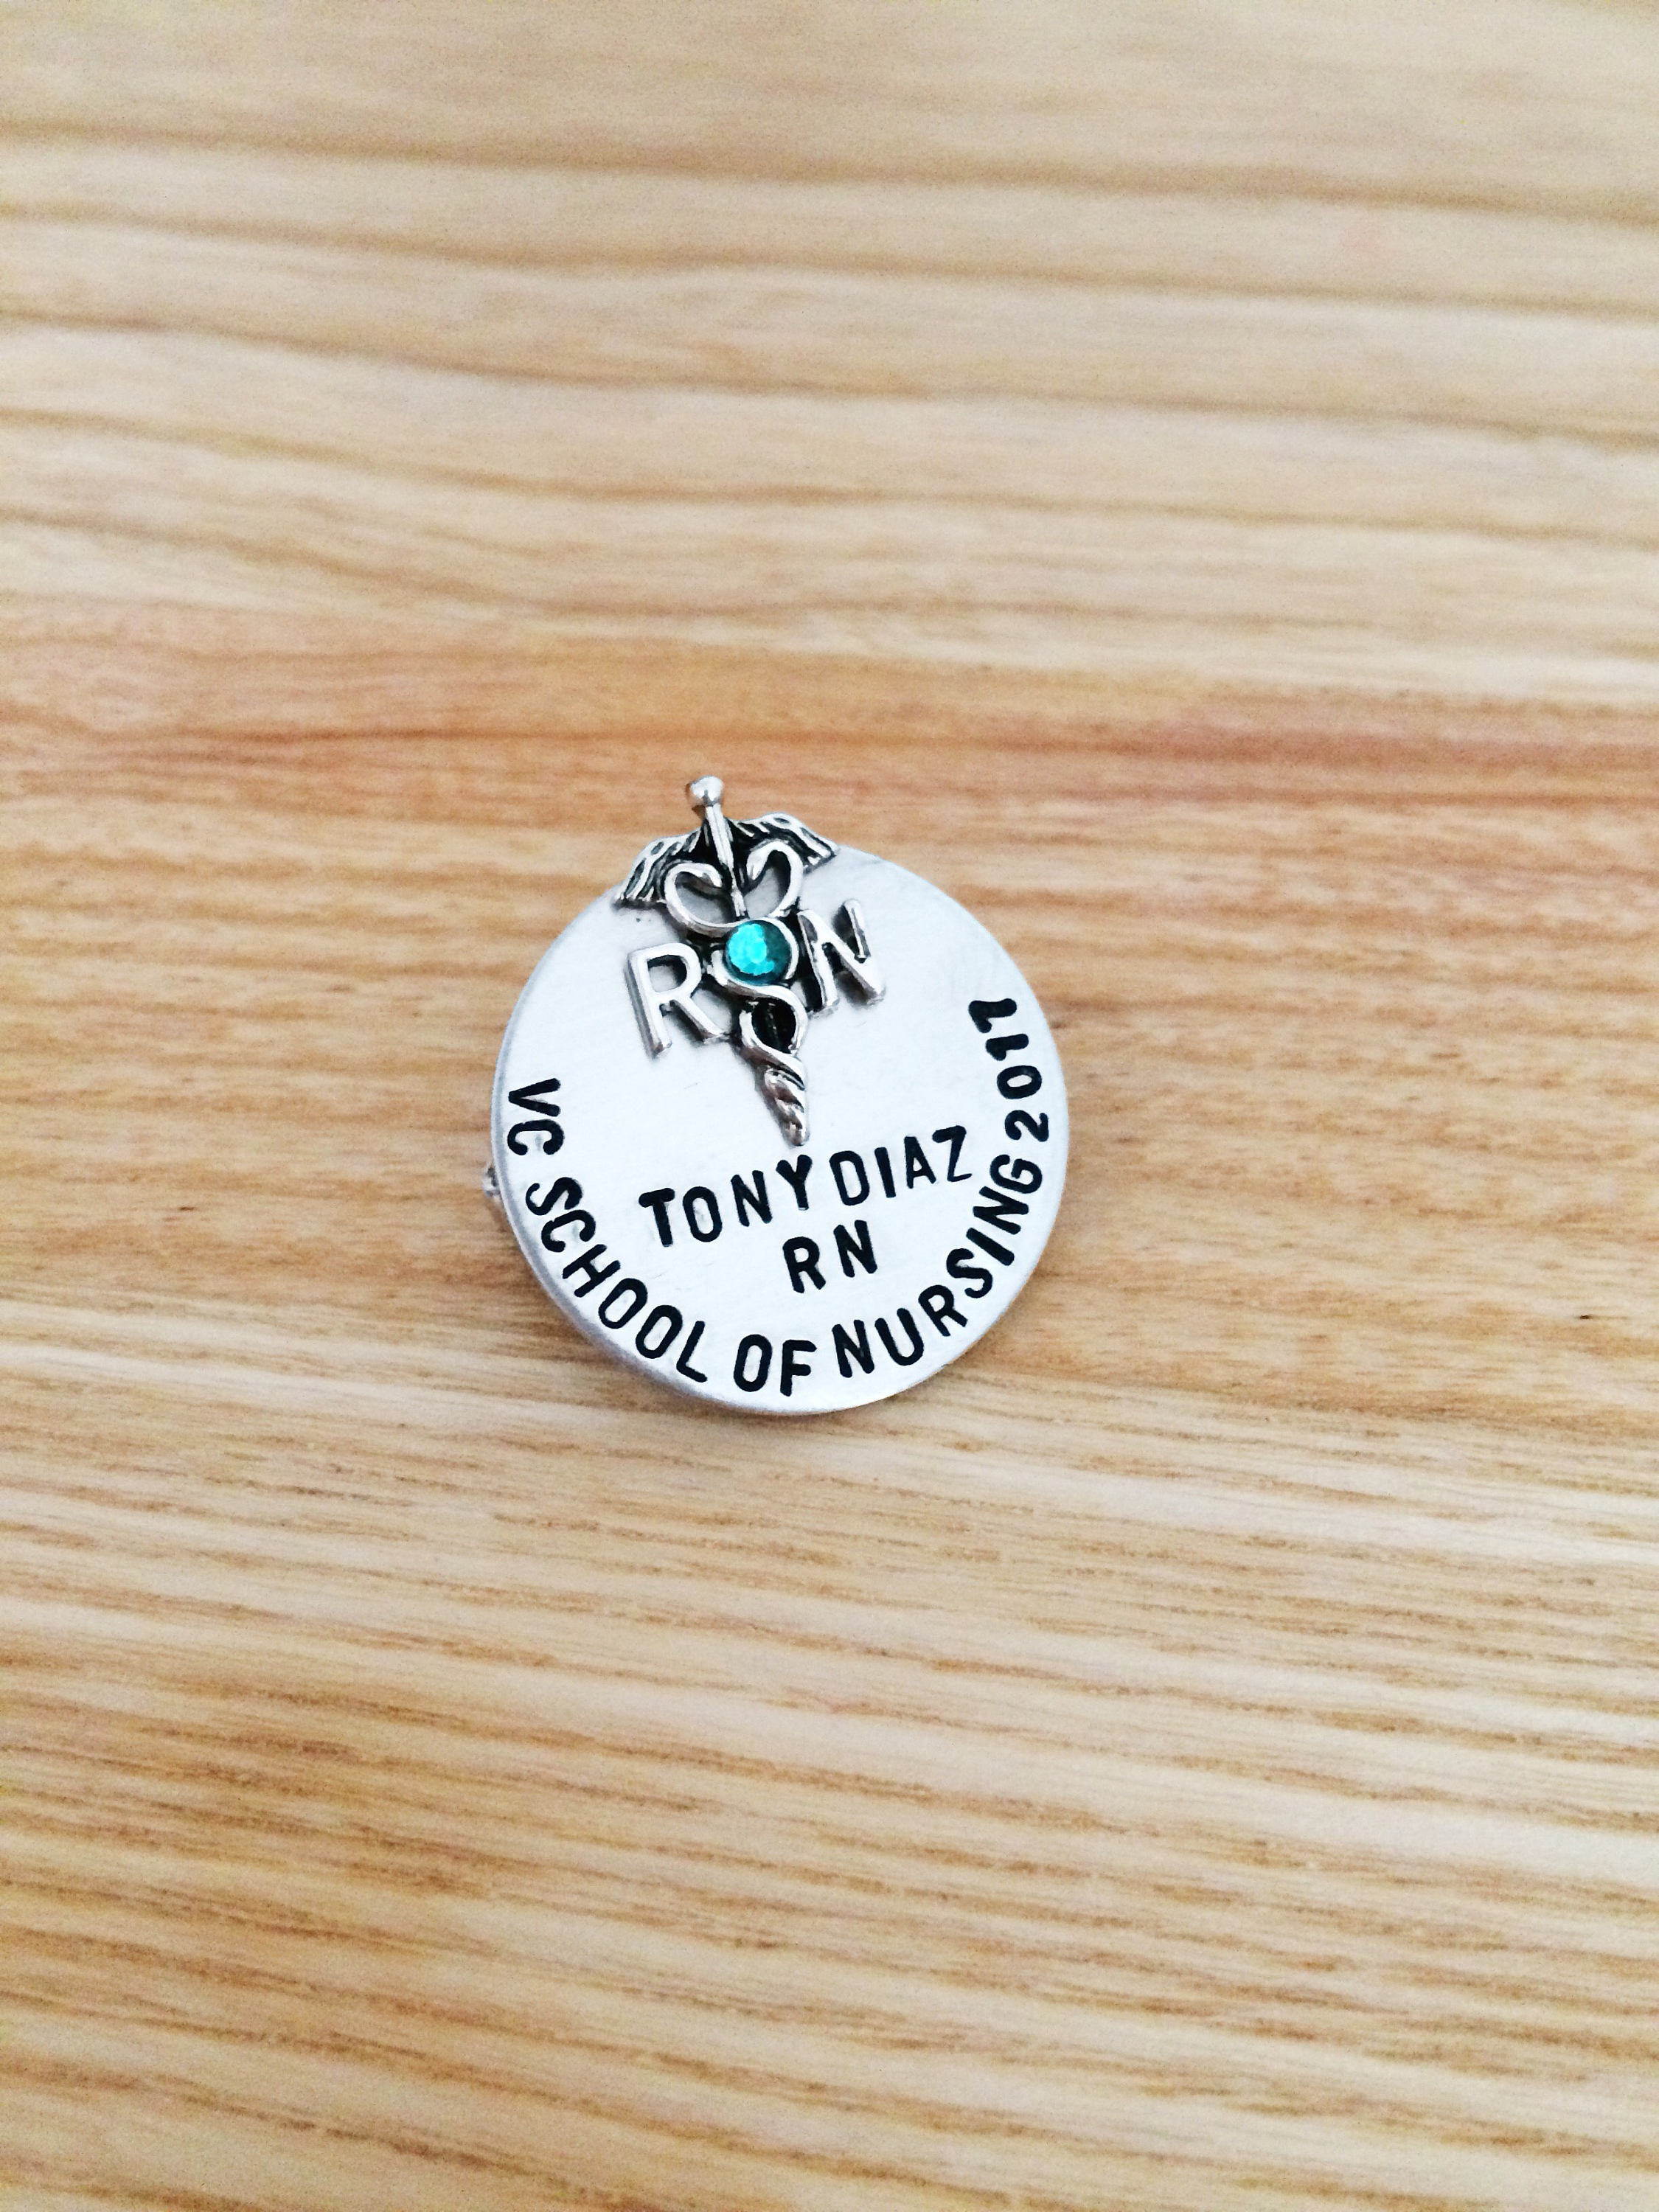 RN
TONY DIAZ
RN
VC SCHOOL OF NURSING 2017